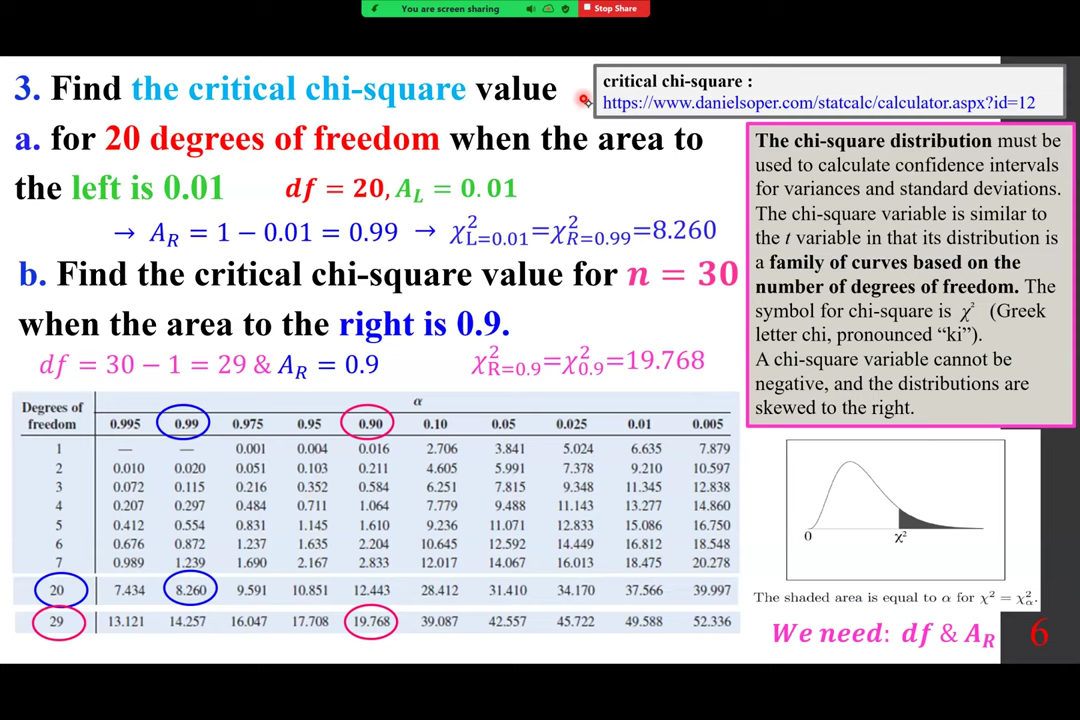 You are screen sharing
Stop Share
3. Find the critical chi-square value
a. for 20 degrees of freedom when the area to
the left is 0.01 df = 20, A_L = 0.01
→ A_R = 1 − 0.01 = 0.99 → χ²_L=0.01=χ²_R=0.99=8.260
b. Find the critical chi-square value for n = 30
when the area to the right is 0.9.
df = 30 − 1 = 29 & A_R = 0.9 χ²_R=0.9=χ²_0.9=19.768
critical chi-square :
https://www.danielsoper.com/statcalc/calculator.aspx?id=12
The chi-square distribution must be
used to calculate confidence intervals
for variances and standard deviations.
The chi-square variable is similar to
the t variable in that its distribution is
a family of curves based on the
number of degrees of freedom. The
symbol for chi-square is χ² (Greek
letter chi, pronounced “ki”).
A chi-square variable cannot be
negative, and the distributions are
skewed to the right.
Degrees of α
freedom 0.995 0.99 0.975 0.95 0.90 0.10 0.05 0.025 0.01 0.005
1 — — 0.001 0.004 0.016 2.706 3.841 5.024 6.635 7.879
2 0.010 0.020 0.051 0.103 0.211 4.605 5.991 7.378 9.210 10.597
3 0.072 0.115 0.216 0.352 0.584 6.251 7.815 9.348 11.345 12.838
4 0.207 0.297 0.484 0.711 1.064 7.779 9.488 11.143 13.277 14.860
5 0.412 0.554 0.831 1.145 1.610 9.236 11.071 12.833 15.086 16.750
6 0.676 0.872 1.237 1.635 2.204 10.645 12.592 14.449 16.812 18.548
7 0.989 1.239 1.690 2.167 2.833 12.017 14.067 16.013 18.475 20.278
20 7.434 8.260 9.591 10.851 12.443 28.412 31.410 34.170 37.566 39.997
29 13.121 14.257 16.047 17.708 19.768 39.087 42.557 45.722 49.588 52.336
0 χ²
The shaded area is equal to α for χ² = χ²_α.
We need: df & A_R 6